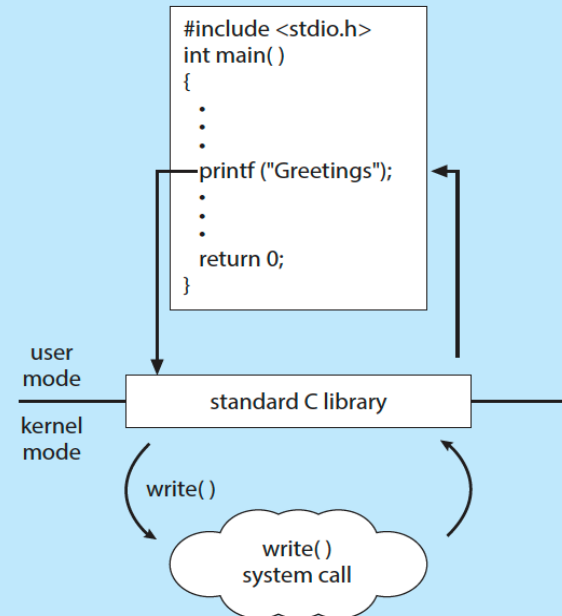 #include <stdio.h>
int main( )
{
•
•
•
printf ("Greetings");
•
•
•
return 0;
}
user
mode
standard C library
kernel
mode
write( )
write( )
system call